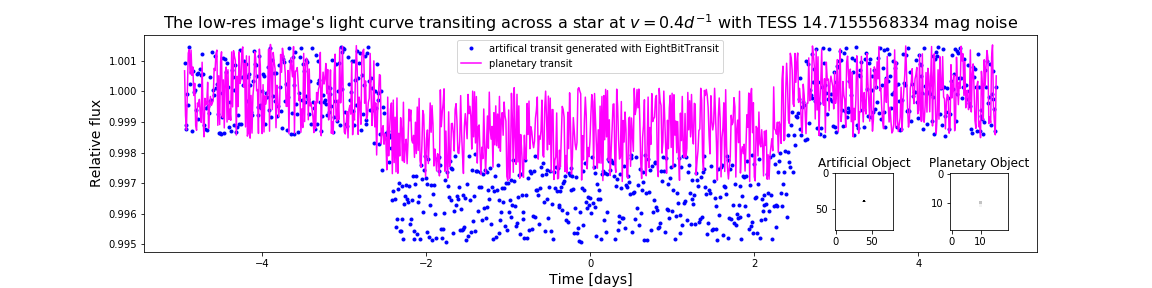 The low-res image's light curve transiting across a star at v = 0.4d⁻¹ with TESS 14.7155568334 mag noise
artifical transit generated with EightBitTransit
planetary transit
Relative flux
1.001
1.000
0.999
0.998
0.997
0.996
0.995
Artificial Object
Planetary Object
0
50
0
50
0
10
0
10
−4
−2
0
2
4
Time [days]